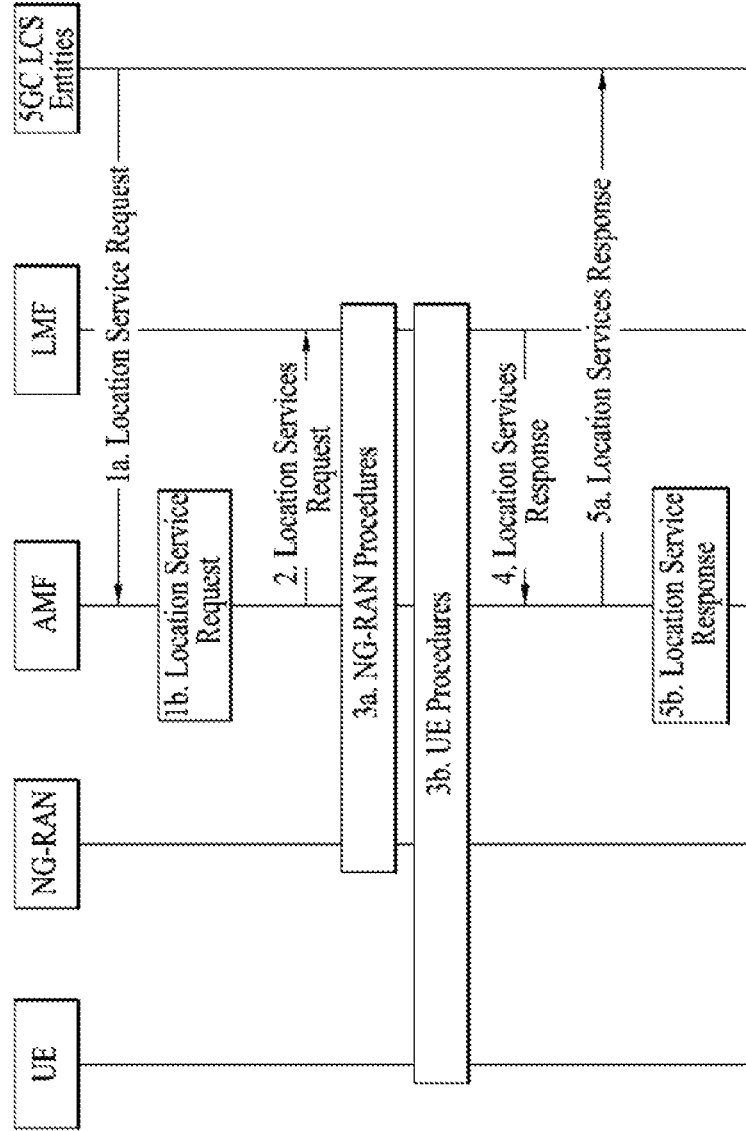 UE
NG-RAN
AMF
LMF
5GC LCS
Entities
1a. Location Service Request
1b. Location Service
Request
2. Location Services
Request
3a. NG-RAN Procedures
3b. UE Procedures
4. Location Services
Response
5a. Location Services Response
5b. Location Service
Response